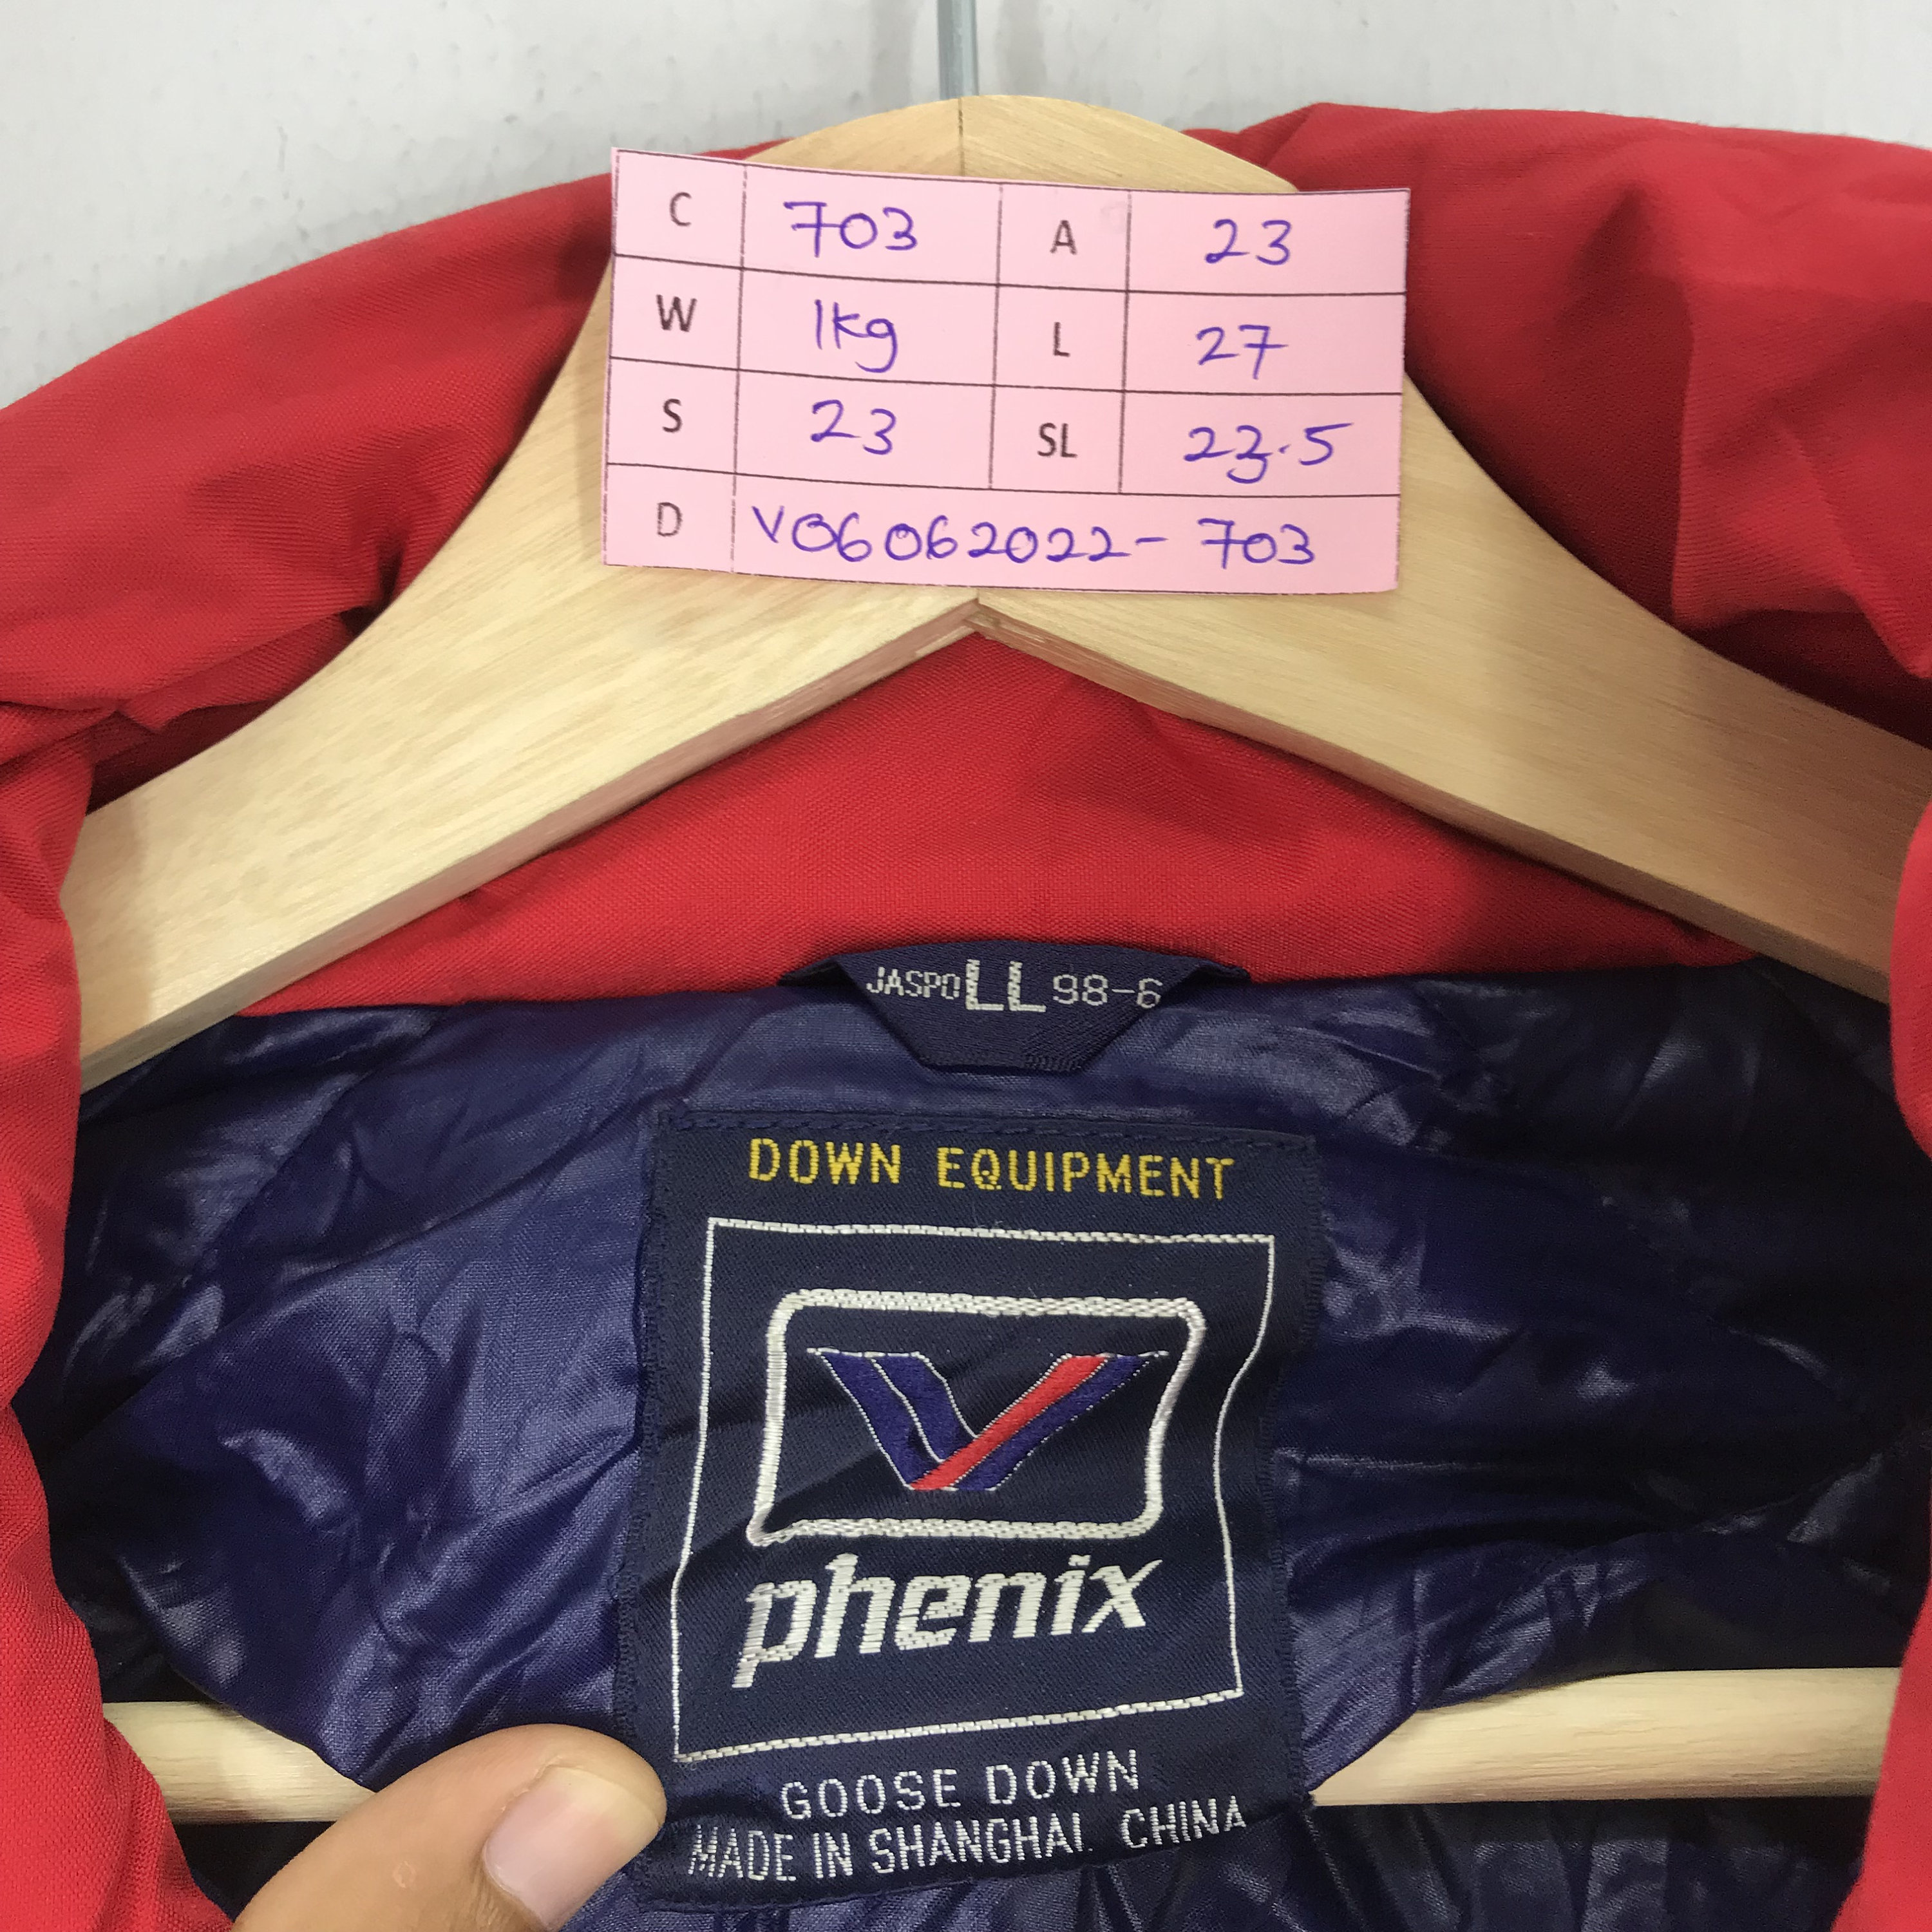 C 703 A 23
W 1kg L 27
S 23 SL 23.5
D V06062022-703
JASPO LL 98-6
DOWN EQUIPMENT
phenix
GOOSE DOWN
MADE IN SHANGHAI. CHINA